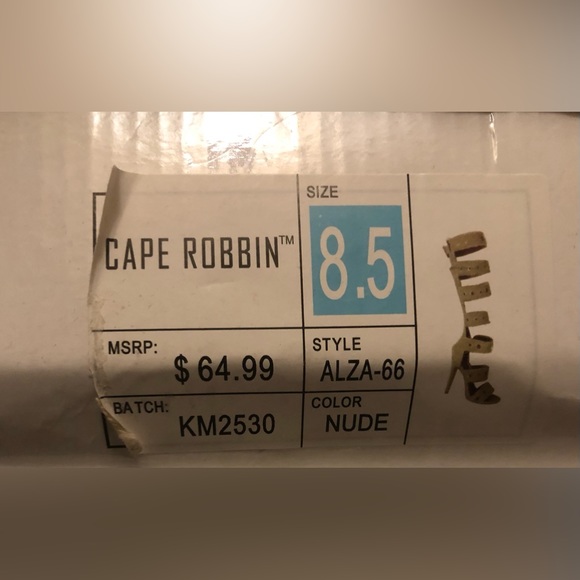 CAPE ROBBIN™
SIZE
8.5
MSRP:
$ 64.99
STYLE
ALZA-66
BATCH:
KM2530
COLOR
NUDE